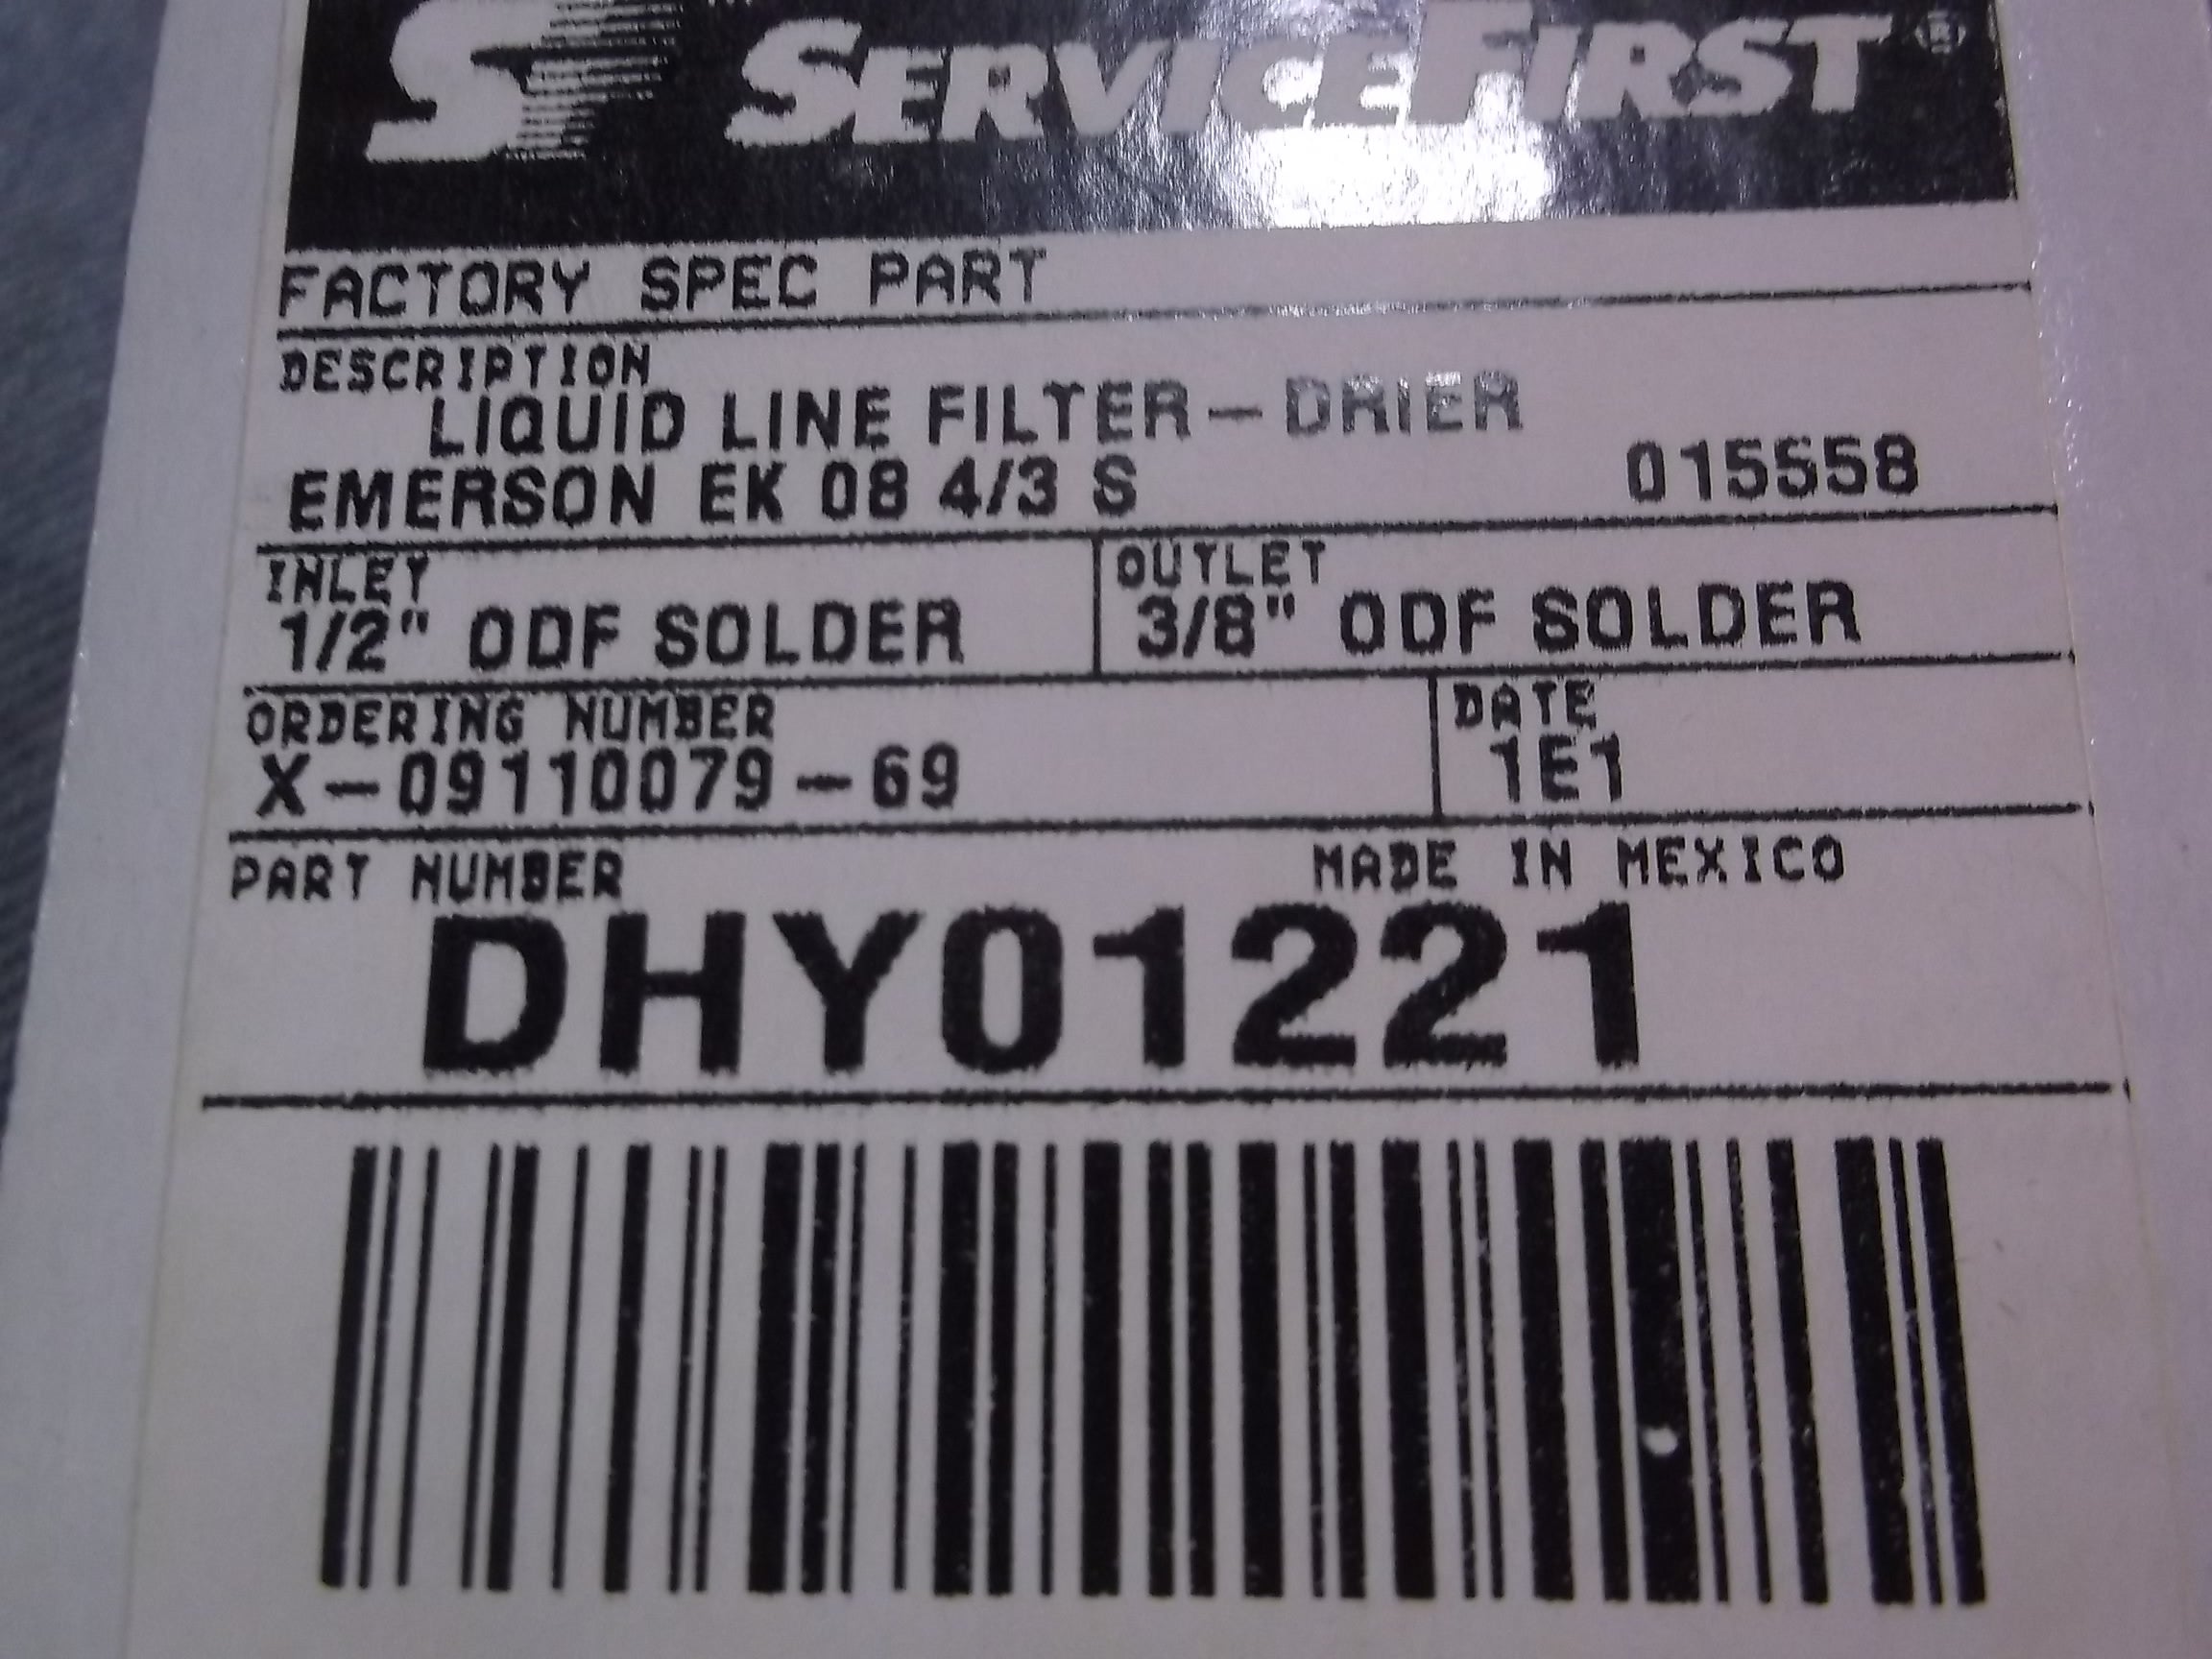 S SERVICEFIRST®
FACTORY SPEC PART
DESCRIPTION
LIQUID LINE FILTER-DRIER
EMERSON EK 08 4/3 S 015558
INLET OUTLET
1/2" ODF SOLDER 3/8" ODF SOLDER
ORDERING NUMBER DATE
X-09110079-69 1E1
PART NUMBER MADE IN MEXICO
DHY01221